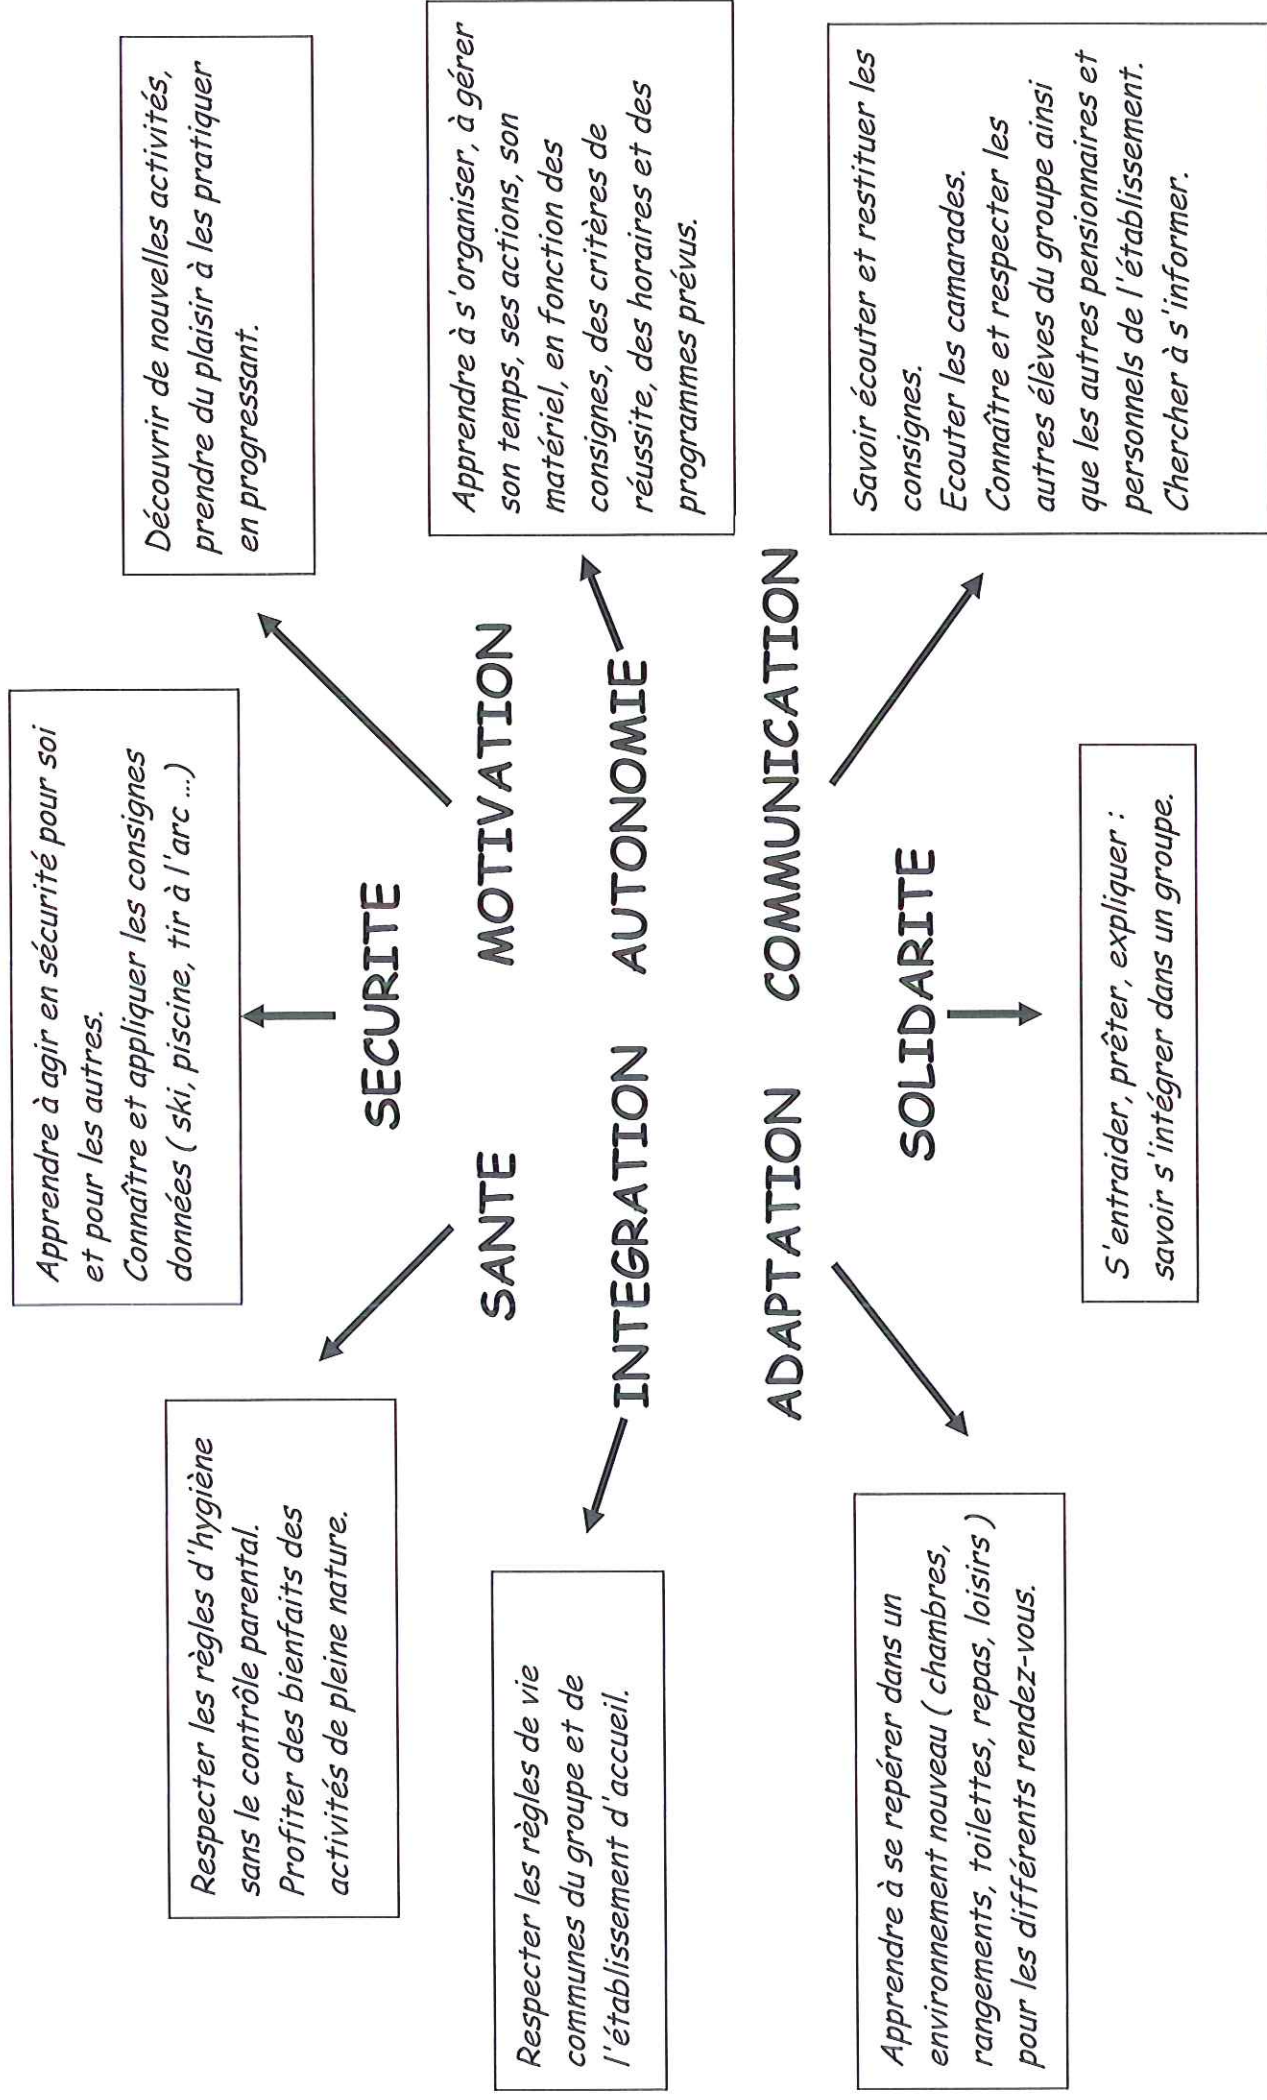 Apprendre à agir en sécurité pour soi
et pour les autres.
Connaître et appliquer les consignes
données ( ski, piscine, tir à l'arc …)
Respecter les règles d'hygiène
sans le contrôle parental.
Profiter des bienfaits des
activités de pleine nature.
Découvrir de nouvelles activités,
prendre du plaisir à les pratiquer
en progressant.
SECURITE
SANTE
MOTIVATION
Respecter les règles de vie
communes du groupe et de
l'établissement d'accueil.
INTEGRATION
AUTONOMIE
Apprendre à s'organiser, à gérer
son temps, ses actions, son
matériel, en fonction des
consignes, des critères de
réussite, des horaires et des
programmes prévus.
ADAPTATION
COMMUNICATION
SOLIDARITE
Apprendre à se repérer dans un
environnement nouveau ( chambres,
rangements, toilettes, repas, loisirs )
pour les différents rendez-vous.
S'entraider, prêter, expliquer :
savoir s'intégrer dans un groupe.
Savoir écouter et restituer les
consignes.
Ecouter les camarades.
Connaître et respecter les
autres élèves du groupe ainsi
que les autres pensionnaires et
personnels de l'établissement.
Chercher à s'informer.